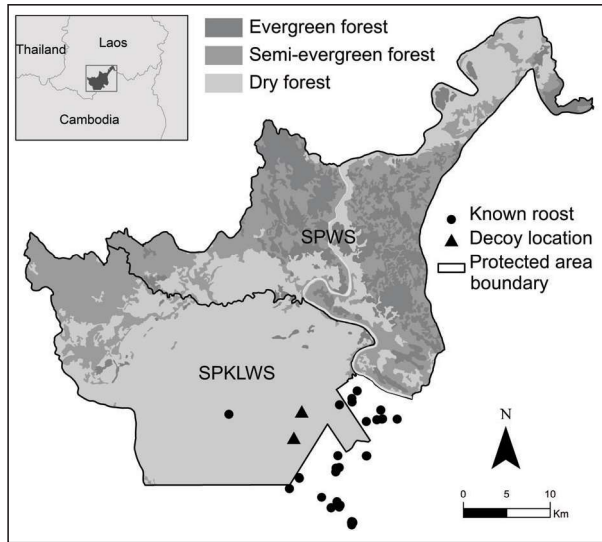 Thailand
Laos
Cambodia
Evergreen forest
Semi-evergreen forest
Dry forest
SPWS
Known roost
Decoy location
Protected area
boundary
SPKLWS
N
0 5 10
Km